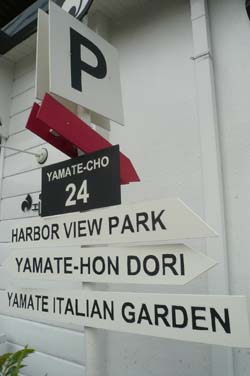 P
YAMATE-CHO
24
HARBOR VIEW PARK
YAMATE-HON DORI
YAMATE ITALIAN GARDEN